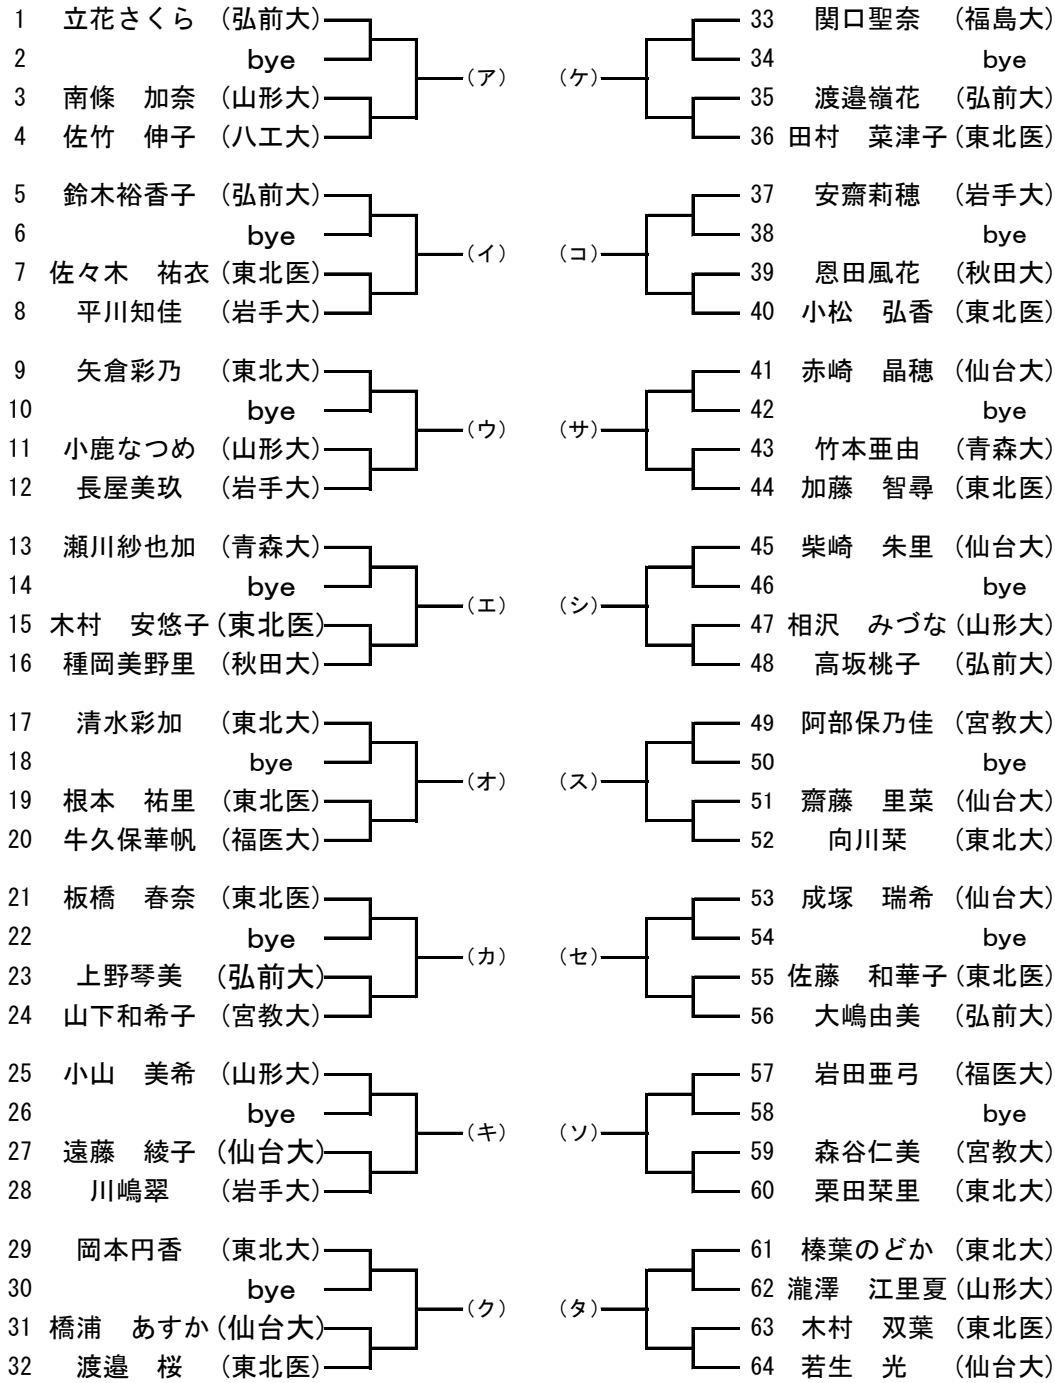 1 立花さくら (弘前大)
2 bye
(ア)
3 南條 加奈 (山形大)
4 佐竹 伸子 (八工大)
5 鈴木裕香子 (弘前大)
6 bye
(イ)
7 佐々木 祐衣 (東北医)
8 平川知佳 (岩手大)
9 矢倉彩乃 (東北大)
10 bye
(ウ)
11 小鹿なつめ (山形大)
12 長屋美玖 (岩手大)
13 瀬川紗也加 (青森大)
14 bye
(エ)
15 木村 安悠子 (東北医)
16 種岡美野里 (秋田大)
17 清水彩加 (東北大)
18 bye
(オ)
19 根本 祐里 (東北医)
20 牛久保華帆 (福医大)
21 板橋 春奈 (東北医)
22 bye
(カ)
23 上野琴美 (弘前大)
24 山下和希子 (宮教大)
25 小山 美希 (山形大)
26 bye
(キ)
27 遠藤 綾子 (仙台大)
28 川嶋翠 (岩手大)
29 岡本円香 (東北大)
30 bye
(ク)
31 橋浦 あすか (仙台大)
32 渡邉 桜 (東北医)
33 関口聖奈 (福島大)
34 bye
(ケ)
35 渡邉嶺花 (弘前大)
36 田村 菜津子 (東北医)
37 安齋莉穂 (岩手大)
38 bye
(コ)
39 恩田風花 (秋田大)
40 小松 弘香 (東北医)
41 赤崎 晶穂 (仙台大)
42 bye
(サ)
43 竹本亜由 (青森大)
44 加藤 智尋 (東北医)
45 柴崎 朱里 (仙台大)
46 bye
(シ)
47 相沢 みづな (山形大)
48 高坂桃子 (弘前大)
49 阿部保乃佳 (宮教大)
50 bye
(ス)
51 齋藤 里菜 (仙台大)
52 向川栞 (東北大)
53 成塚 瑞希 (仙台大)
54 bye
(セ)
55 佐藤 和華子 (東北医)
56 大嶋由美 (弘前大)
57 岩田亜弓 (福医大)
58 bye
(ソ)
59 森谷仁美 (宮教大)
60 栗田栞里 (東北大)
61 榛葉のどか (東北大)
62 瀧澤 江里夏 (山形大)
(タ)
63 木村 双葉 (東北医)
64 若生 光 (仙台大)